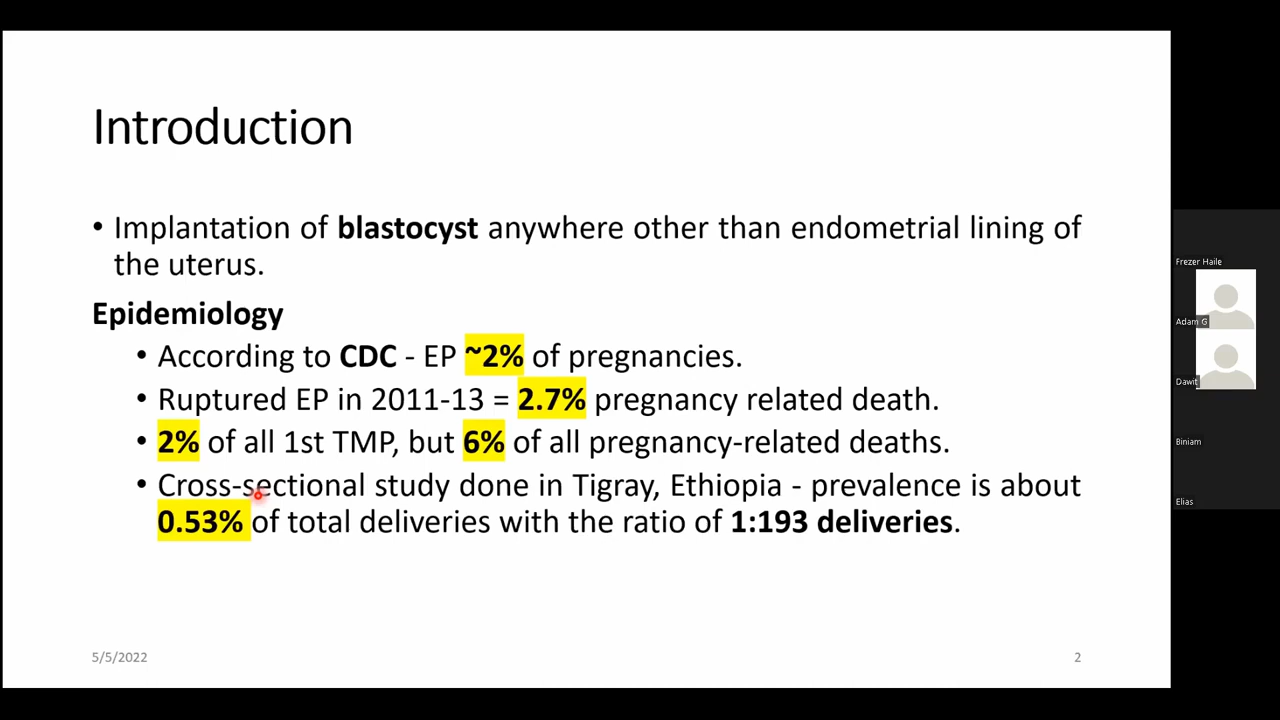 Introduction
• Implantation of blastocyst anywhere other than endometrial lining of
the uterus.
Epidemiology
• According to CDC - EP ~2% of pregnancies.
• Ruptured EP in 2011-13 = 2.7% pregnancy related death.
• 2% of all 1st TMP, but 6% of all pregnancy-related deaths.
• Cross-sectional study done in Tigray, Ethiopia - prevalence is about
0.53% of total deliveries with the ratio of 1:193 deliveries.
5/5/2022
2
Frezer Haile
Adam G
Dawit
Biniam
Elias